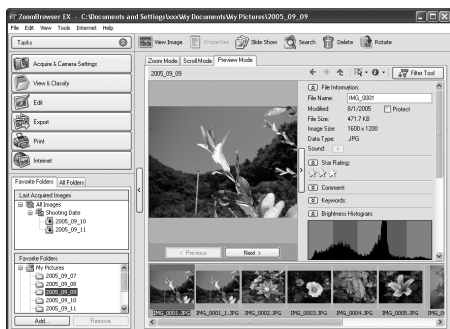 ZoomBrowser EX - C:\Documents and Settings\xxx\My Documents\My Pictures\2005_09_09
File Edit View Tools Internet Help
Tasks
View Image Properties Slide Show Search Delete Rotate
Acquire & Camera Settings
View & Classify
Edit
Export
Print
Internet
Zoom Mode Scroll Mode Preview Mode
2005_09_09
Filter Tool
File Information:
File Name: IMG_0001
Modified: 8/1/2005 Protect
File Size: 471.7 KB
Image Size: 1600 x 1200
Data Type: JPG
Sound:
Star Rating:
Comment:
Keywords:
Brightness Histogram:
Favorite Folders All Folders
Last Acquired Images
All Images
Shooting Date
2005_09_10
2005_09_11
Favorite Folders
My Pictures
2005_09_07
2005_09_08
2005_09_09
2005_09_10
2005_09_11
Add... Remove
< Previous Next >
IMG_0001.JPG IMG_0001_1.JPG IMG_0002.JPG IMG_0003.JPG IMG_0004.JPG IMG_0005.JPG